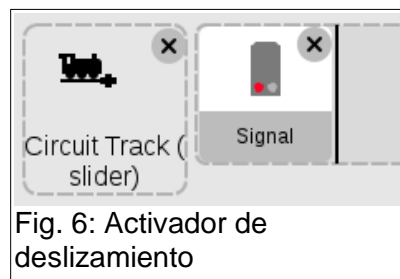 Circuit Track (
slider)
Signal
Fig. 6: Activador de
deslizamiento